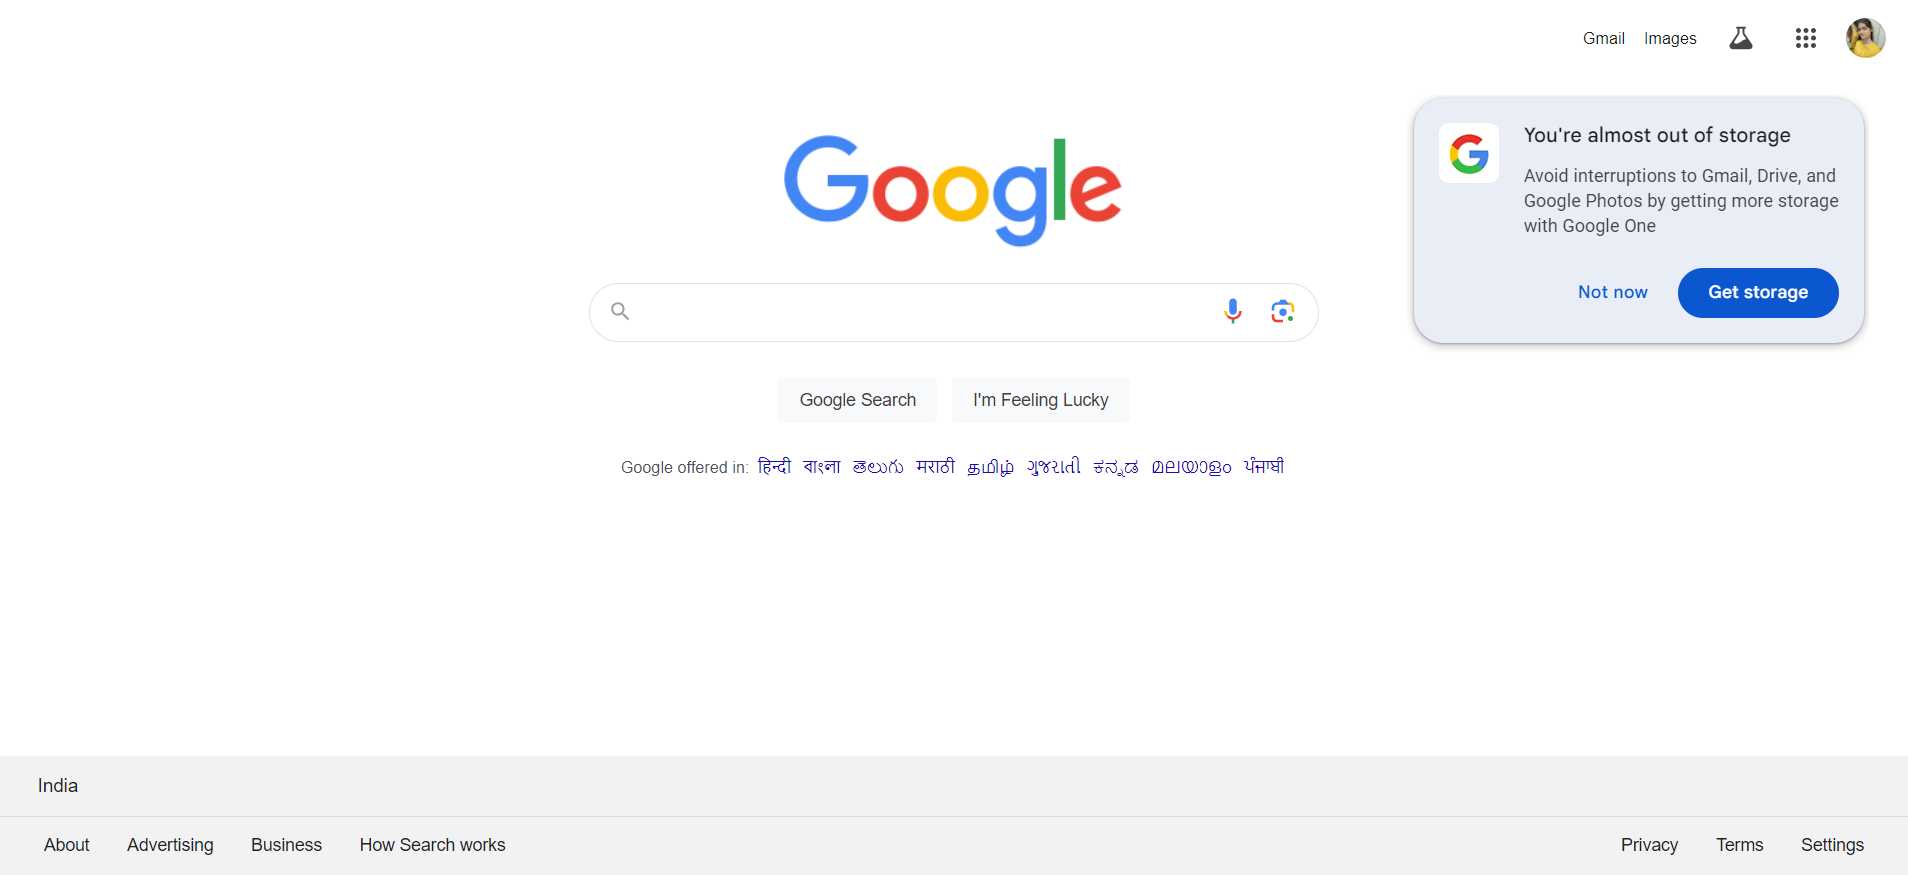 Gmail Images
Google
You're almost out of storage
Avoid interruptions to Gmail, Drive, and
Google Photos by getting more storage
with Google One
Not now Get storage
Google Search I'm Feeling Lucky
Google offered in: हिन्दी বাংলা తెలుగు मराठी தமிழ் ગુજરાતી ಕನ್ನಡ മലയാളം ਪੰਜਾਬੀ
India
About Advertising Business How Search works Privacy Terms Settings